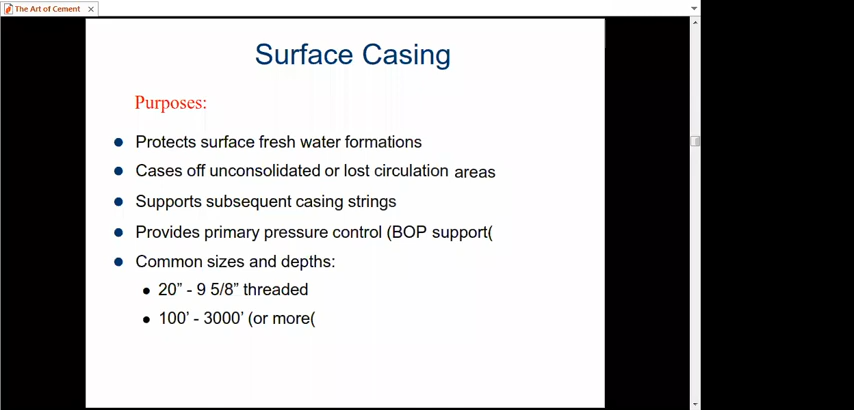 The Art of Cement
Surface Casing
Purposes:
Protects surface fresh water formations
Cases off unconsolidated or lost circulation areas
Supports subsequent casing strings
Provides primary pressure control (BOP support(
Common sizes and depths:
20” - 9 5/8” threaded
100’ - 3000’ (or more(